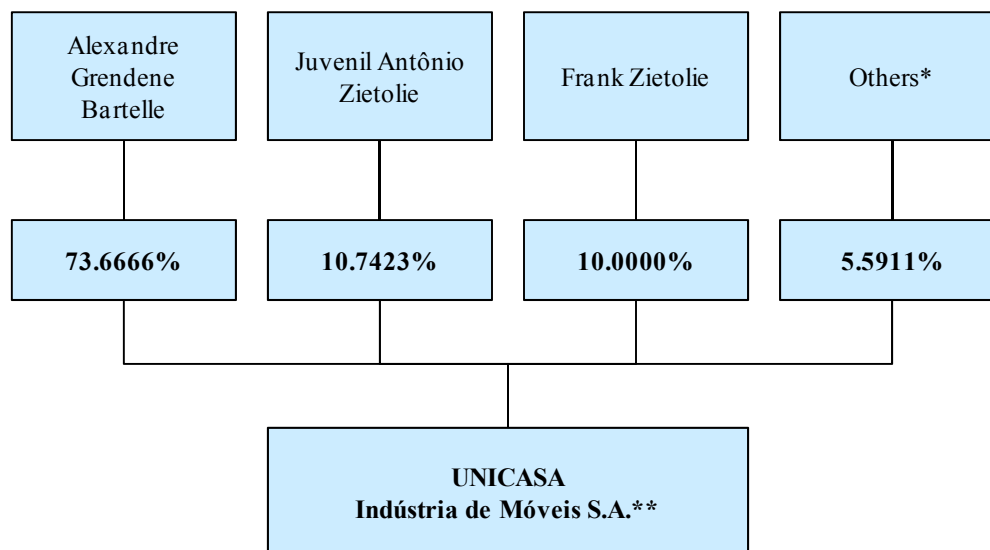 Alexandre
Grendene
Bartelle
Juvenil Antônio
Zietolie
Frank Zietolie
Others*
73.6666%
10.7423%
10.0000%
5.5911%
UNICASA
Indústria de Móveis S.A.**